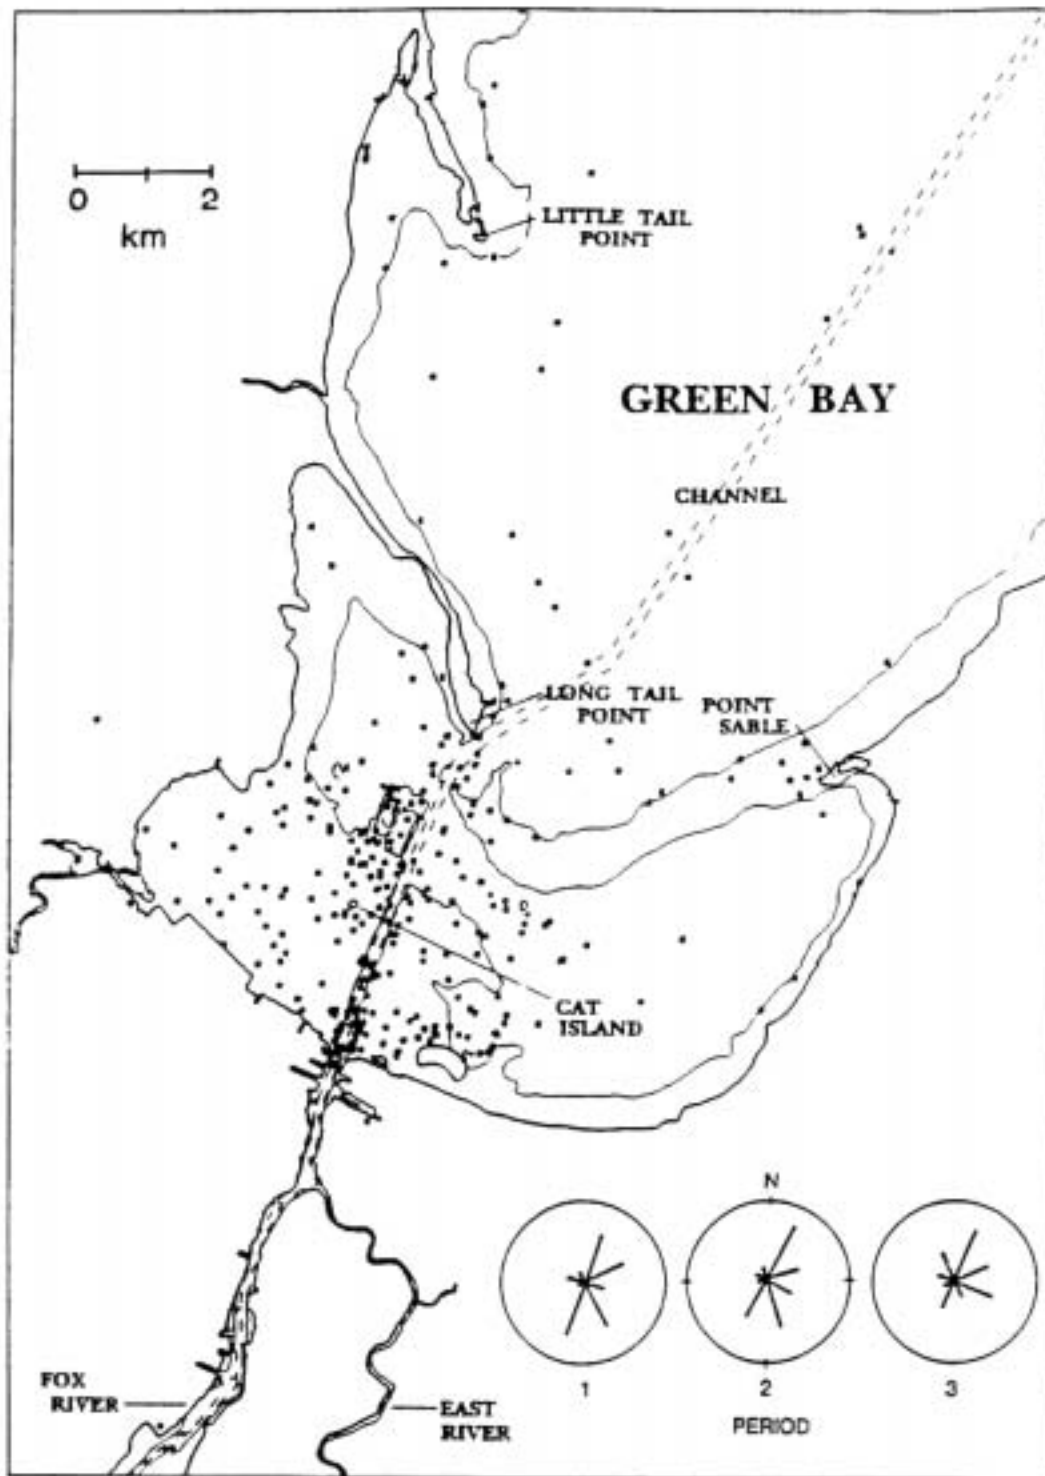 0 2
km
LITTLE TAIL
POINT
GREEN BAY
CHANNEL
LONG TAIL
POINT
POINT
SABLE
CAT
ISLAND
N
FOX
RIVER
EAST
RIVER
1 2 3
PERIOD